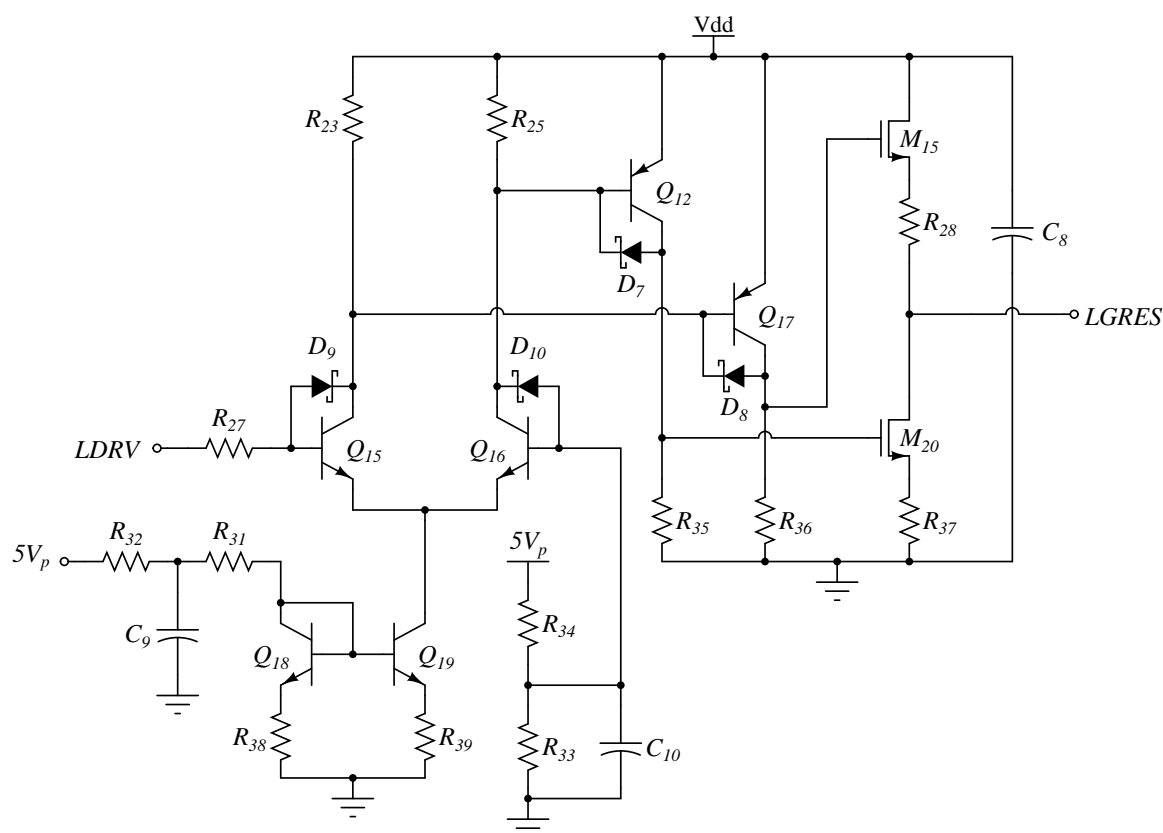 Vdd
R23
R25
M15
Q12
R28
C8
D7
Q17
LGRES
D9
D10
D8
R27
M20
LDRV
Q15
Q16
R32
R31
5Vp
5Vp
R35
R36
R37
C9
R34
Q18
Q19
R38
R39
R33
C10